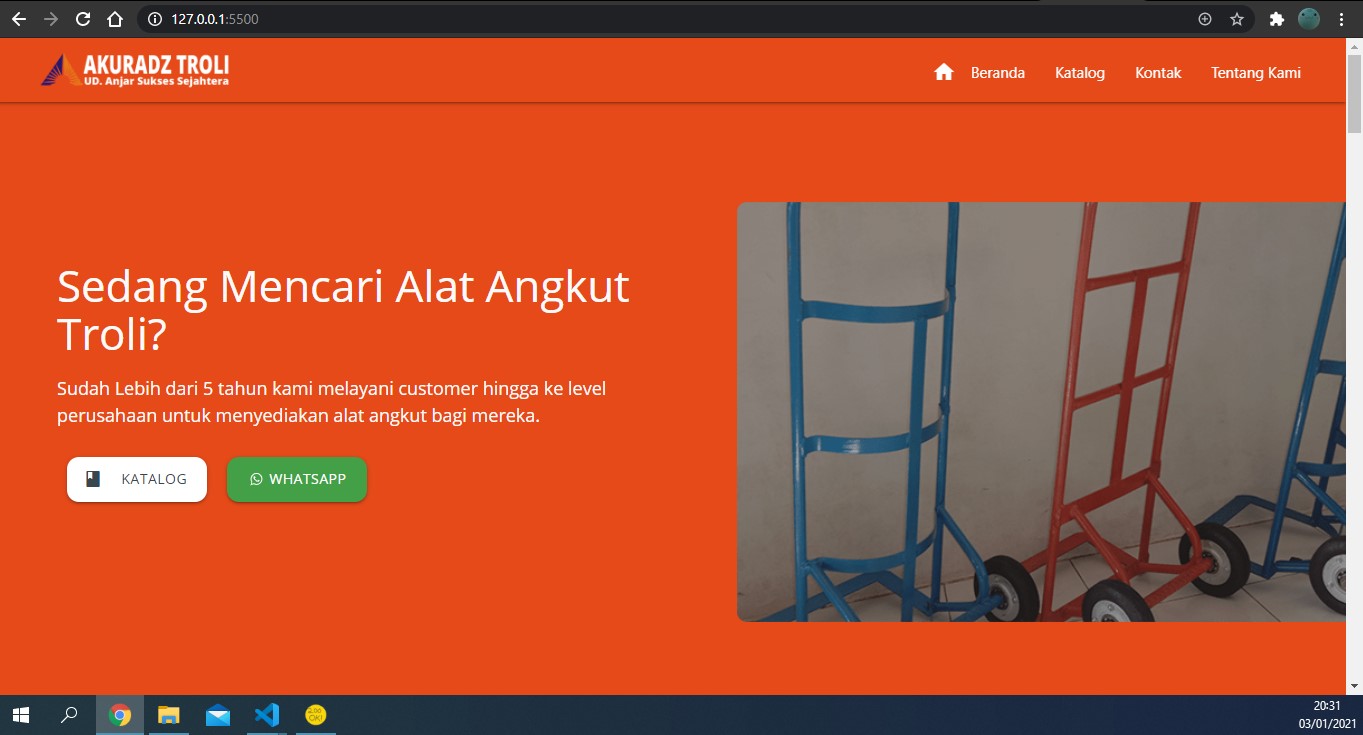 127.0.0.1:5500
AKURADZ TROLI
UD. Anjar Sukses Sejahtera
Beranda
Katalog
Kontak
Tentang Kami
Sedang Mencari Alat Angkut
Troli?
Sudah Lebih dari 5 tahun kami melayani customer hingga ke level
perusahaan untuk menyediakan alat angkut bagi mereka.
KATALOG
WHATSAPP
20:31
03/01/2021